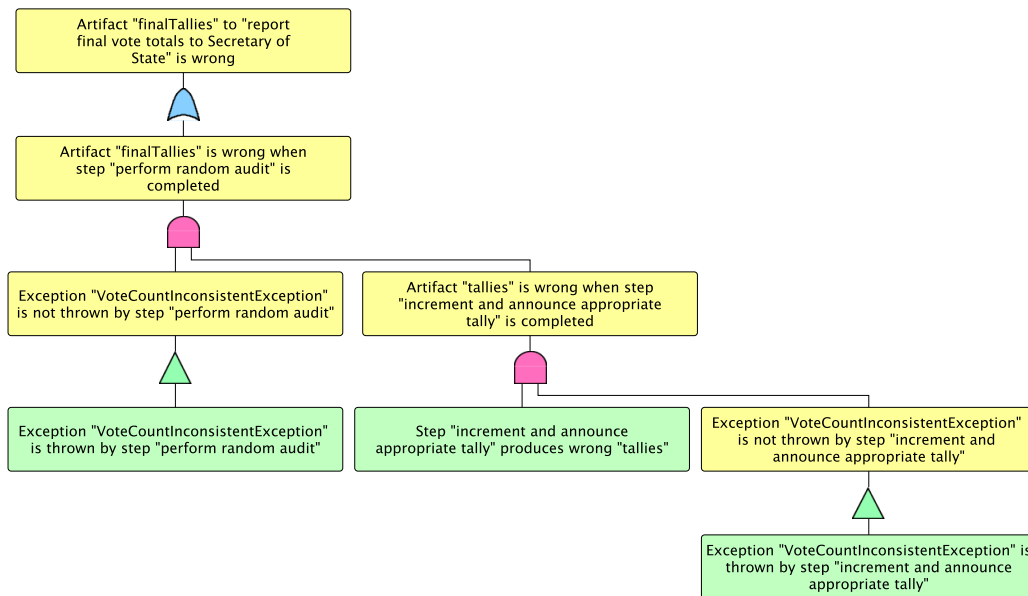 Artifact "finalTallies" to "report
final vote totals to Secretary of
State" is wrong
Artifact "finalTallies" is wrong when
step "perform random audit" is
completed
Exception "VoteCountInconsistentException"
is not thrown by step "perform random audit"
Artifact "tallies" is wrong when step
"increment and announce appropriate
tally" is completed
Exception "VoteCountInconsistentException"
is thrown by step "perform random audit"
Step "increment and announce
appropriate tally" produces wrong "tallies"
Exception "VoteCountInconsistentException"
is not thrown by step "increment and
announce appropriate tally"
Exception "VoteCountInconsistentException" is
thrown by step "increment and announce
appropriate tally"